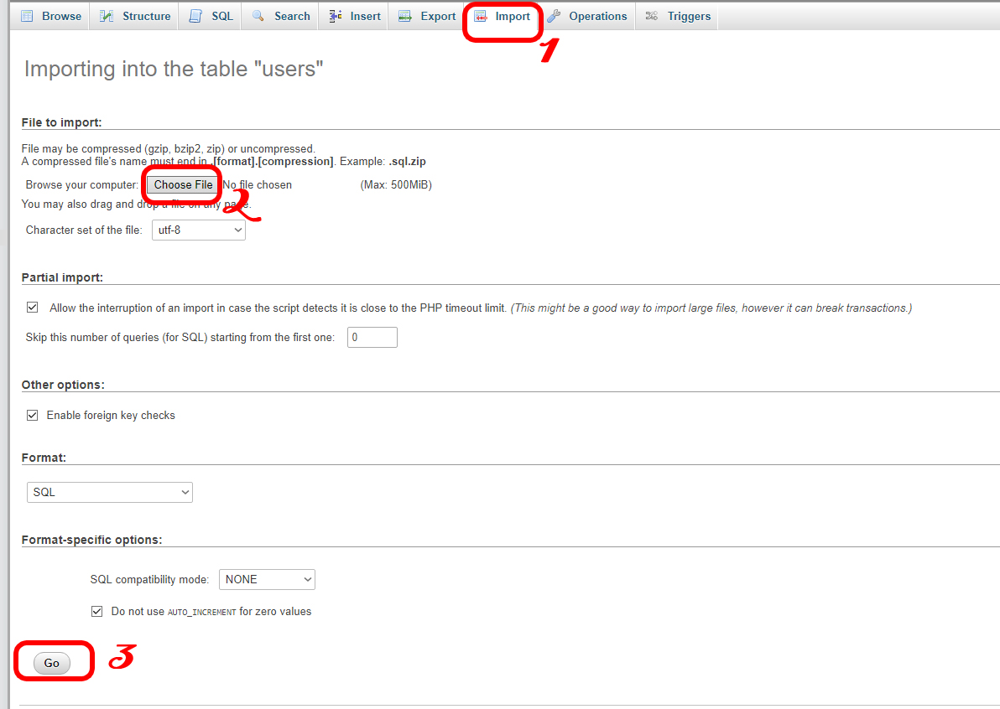 Browse Structure SQL Search Insert Export Import Operations Triggers
1
Importing into the table "users"
File to import:
File may be compressed (gzip, bzip2, zip) or uncompressed.
A compressed file's name must end in .[format].[compression]. Example: .sql.zip
Browse your computer: Choose File No file chosen (Max: 500MiB)
2
You may also drag and drop a file on any page.
Character set of the file: utf-8
Partial import:
Allow the interruption of an import in case the script detects it is close to the PHP timeout limit. (This might be a good way to import large files, however it can break transactions.)
Skip this number of queries (for SQL) starting from the first one: 0
Other options:
Enable foreign key checks
Format:
SQL
Format-specific options:
SQL compatibility mode: NONE
Do not use AUTO_INCREMENT for zero values
Go 3